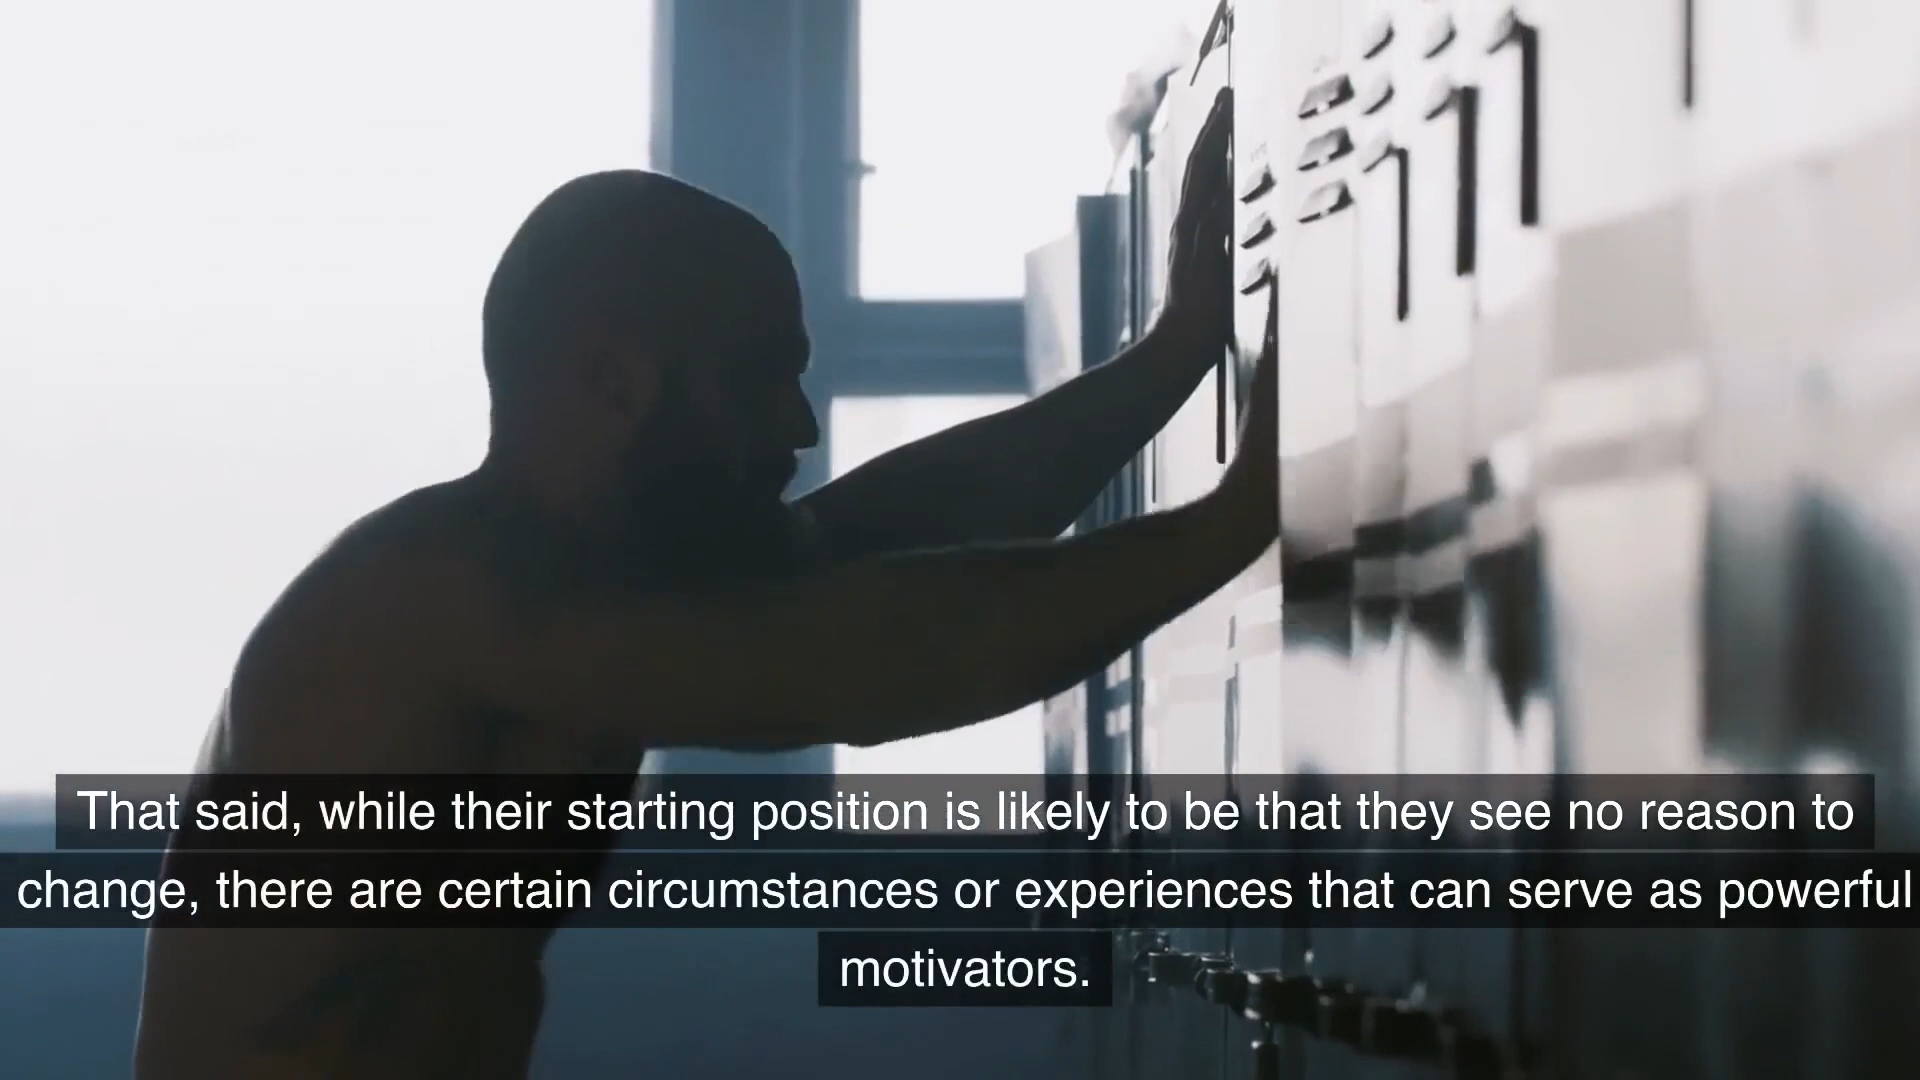 That said, while their starting position is likely to be that they see no reason to
change, there are certain circumstances or experiences that can serve as powerful
motivators.